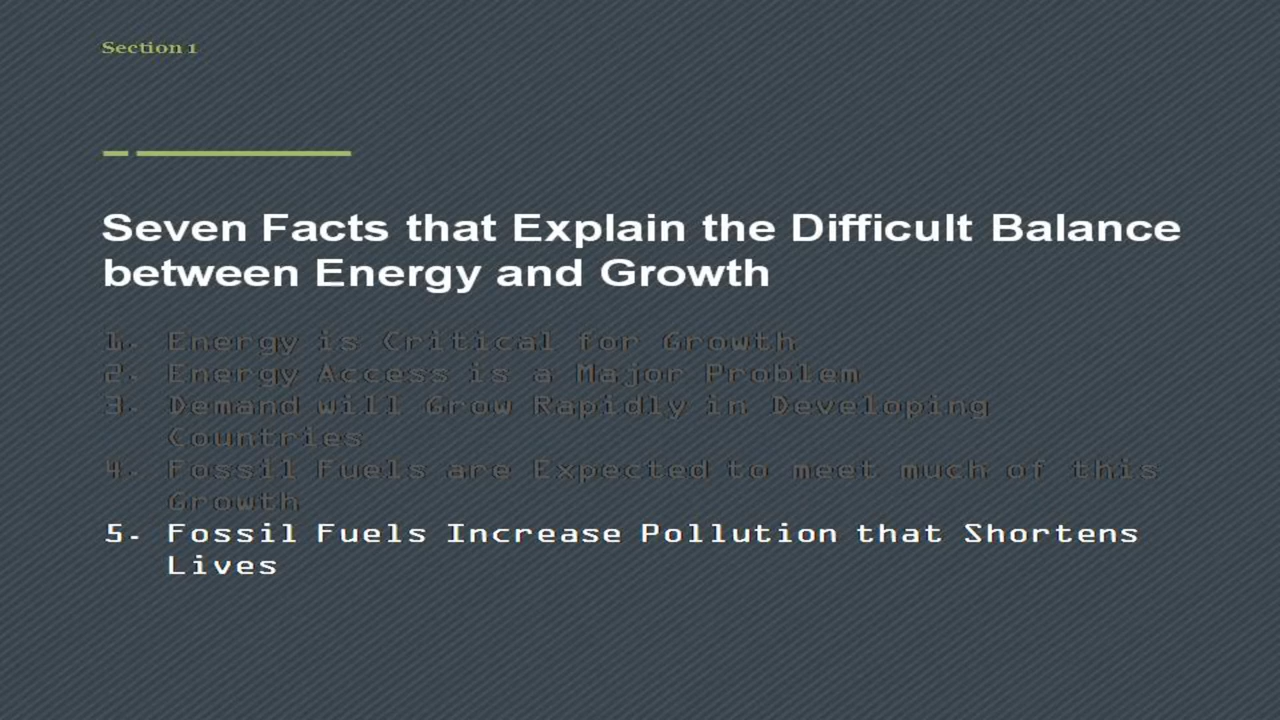 Section 1
Seven Facts that Explain the Difficult Balance
between Energy and Growth
1. Energy is Critical for Growth
2. Energy Access is a Major Problem
3. Demand will Grow Rapidly in Developing
Countries
4. Fossil Fuels are Expected to meet much of this
Growth
5. Fossil Fuels Increase Pollution that Shortens
Lives